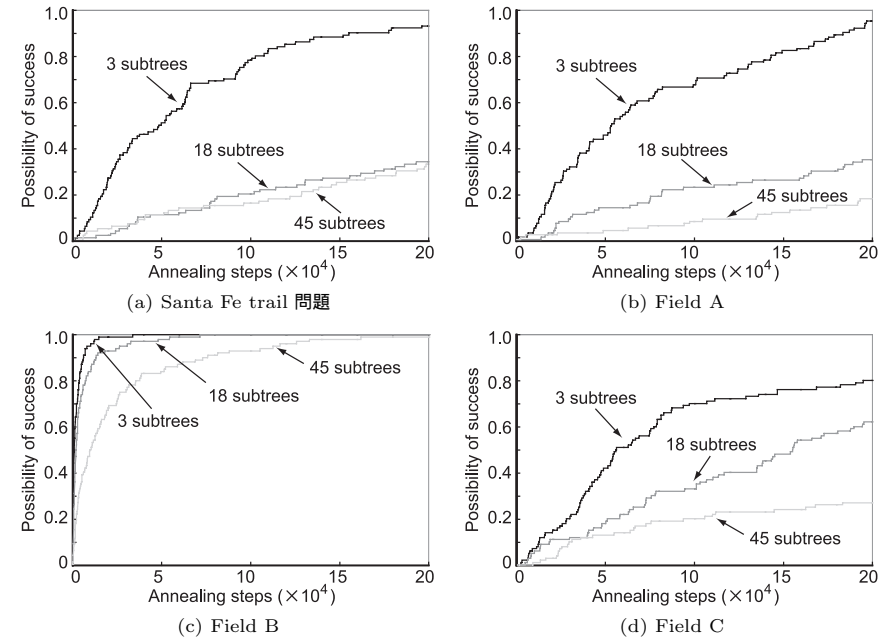 Possibility of success
1.0
0.8
0.6
0.4
0.2
0
3 subtrees
18 subtrees
45 subtrees
0 5 10 15 20
Annealing steps (×10⁴)
(a) Santa Fe trail 問題
Possibility of success
1.0
0.8
0.6
0.4
0.2
0
3 subtrees
18 subtrees
45 subtrees
0 5 10 15 20
Annealing steps (×10⁴)
(b) Field A
Possibility of success
1.0
0.8
0.6
0.4
0.2
0
45 subtrees
18 subtrees
3 subtrees
0 5 10 15 20
Annealing steps (×10⁴)
(c) Field B
Possibility of success
1.0
0.8
0.6
0.4
0.2
0
3 subtrees
18 subtrees
45 subtrees
0 5 10 15 20
Annealing steps (×10⁴)
(d) Field C